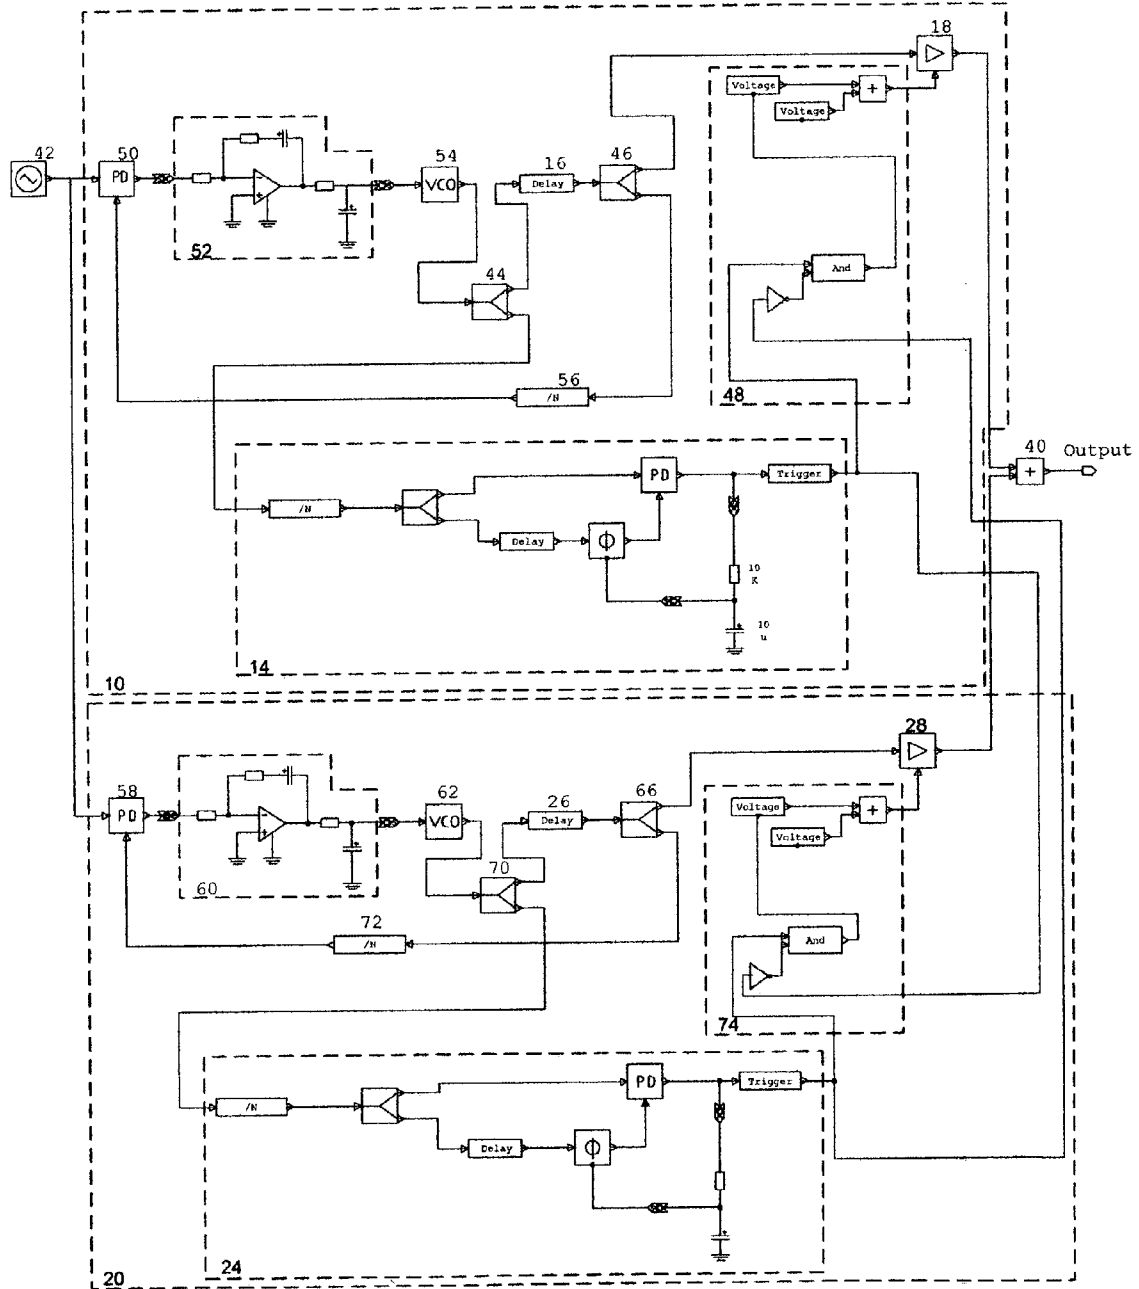 18
Voltage
+
Voltage
42
50
PD
54
VCO
16
Delay
46
52
44
And
56
/N
48
40
Output
+
PD
Trigger
/N
Delay
Φ
10
K
10
u
14
10
28
58
PD
62
VCO
26
Delay
66
Voltage
+
Voltage
60
70
72
/N
And
74
PD
Trigger
/N
Delay
Φ
24
20